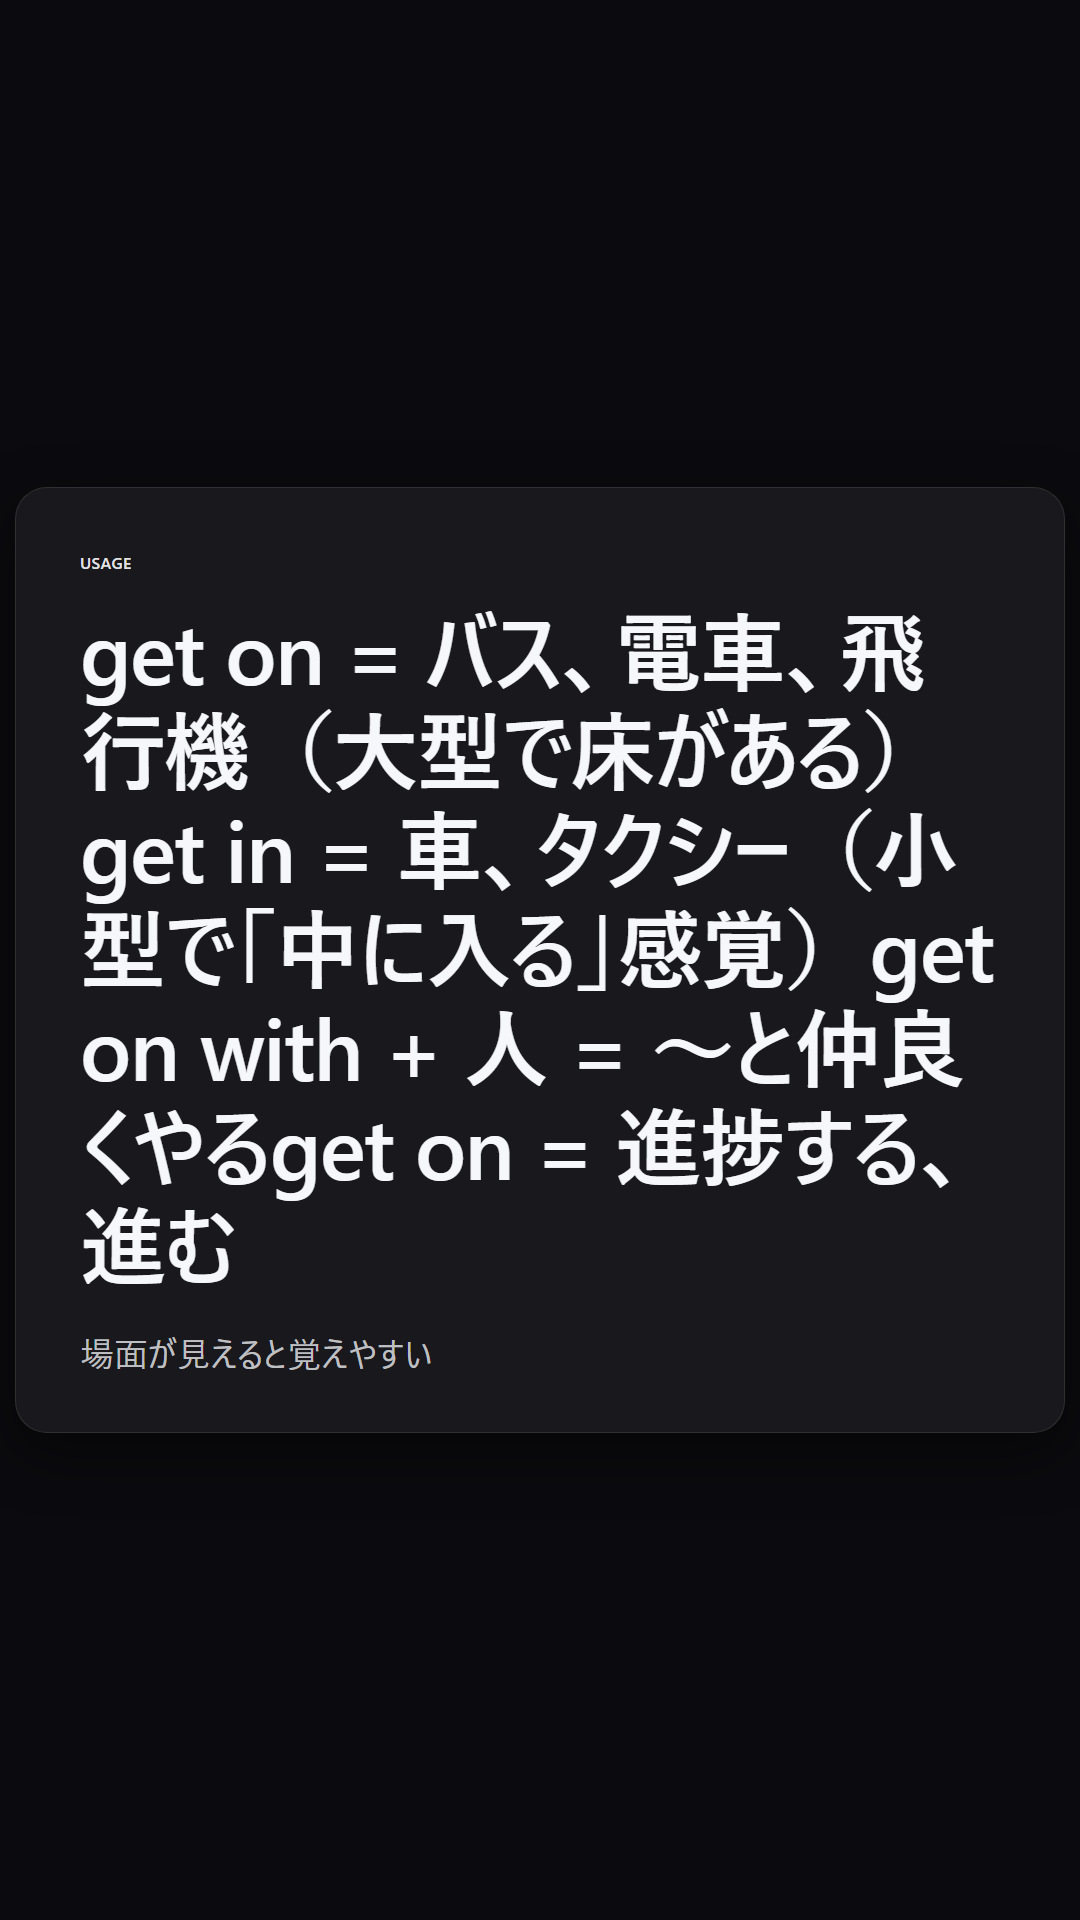 USAGE
get on = バス、電車、飛
行機（大型で床がある）
get in = 車、タクシー（小
型で「中に入る」感覚） get
on with + 人 = 〜と仲良
くやるget on = 進捗する、
進む
場面が見えると覚えやすい